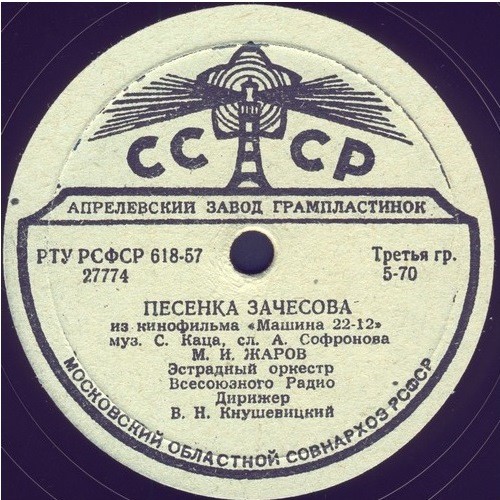 СССР
АПРЕЛЕВСКИЙ ЗАВОД ГРАМПЛАСТИНОК
РТУ РСФСР 618-57
27774
Третья гр.
5-70
ПЕСЕНКА ЗАЧЕСОВА
из кинофильма «Машина 22-12»
муз. С. Каца, сл. А. Софронова
М. И. ЖАРОВ
Эстрадный оркестр
Всесоюзного Радио
Дирижер
В. Н. Кнушевицкий
МОСКОВСКИЙ ОБЛАСТНОЙ СОВНАРХОЗ РСФСР